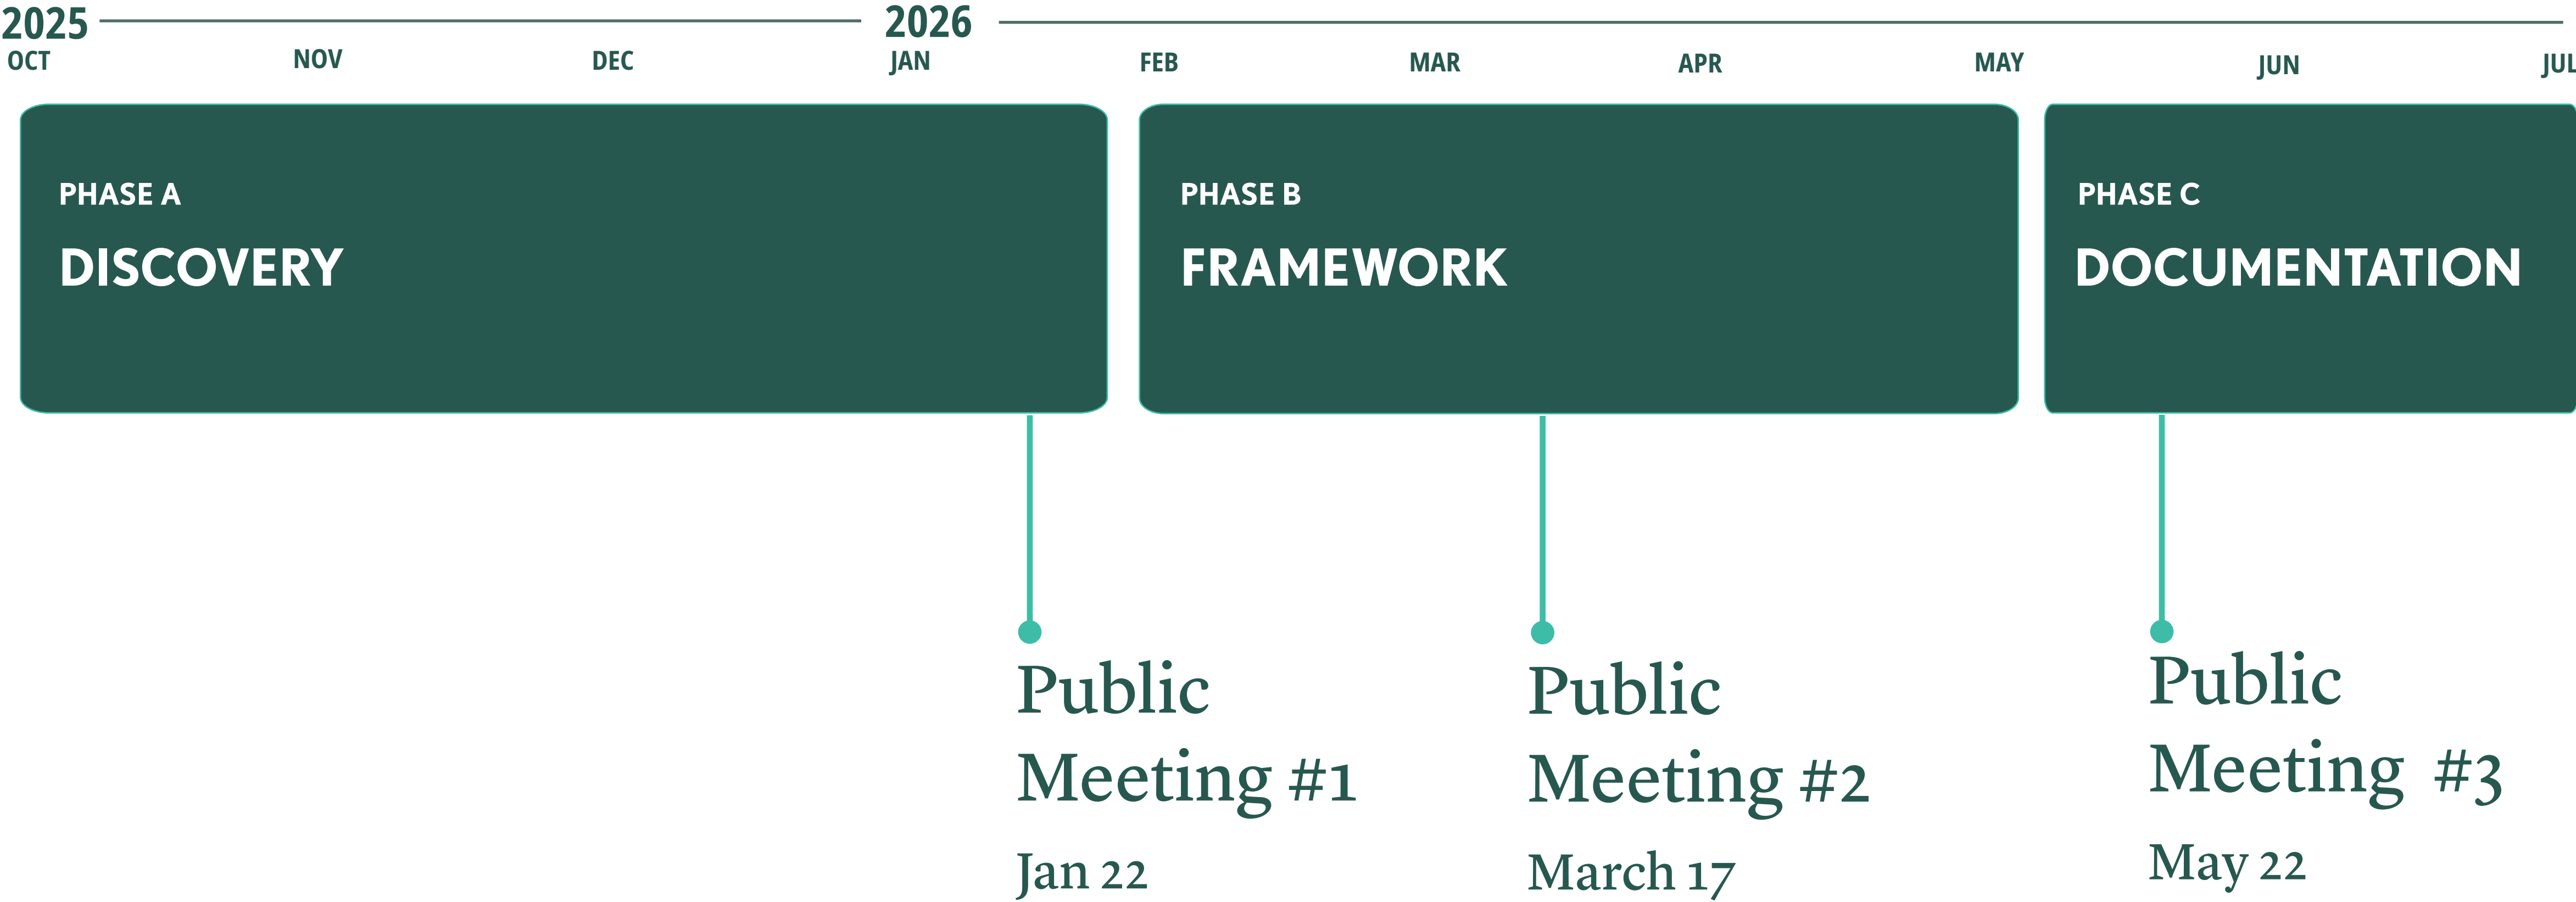 2025 2026
OCT NOV DEC JAN FEB MAR APR MAY JUN JUL
PHASE A
DISCOVERY
PHASE B
FRAMEWORK
PHASE C
DOCUMENTATION
Public
Meeting #1
Jan 22
Public
Meeting #2
March 17
Public
Meeting #3
May 22